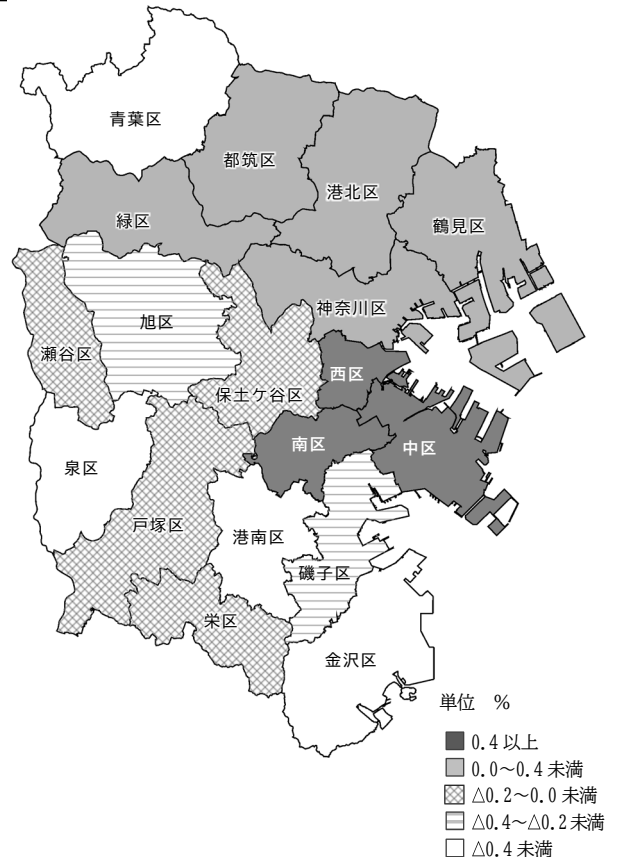 青葉区
都筑区
港北区
緑区
鶴見区
神奈川区
旭区
瀬谷区
西区
保土ケ谷区
南区
中区
泉区
戸塚区
港南区
磯子区
栄区
金沢区
単位　%
0.4以上
0.0～0.4未満
△0.2～0.0未満
△0.4～△0.2未満
△0.4未満